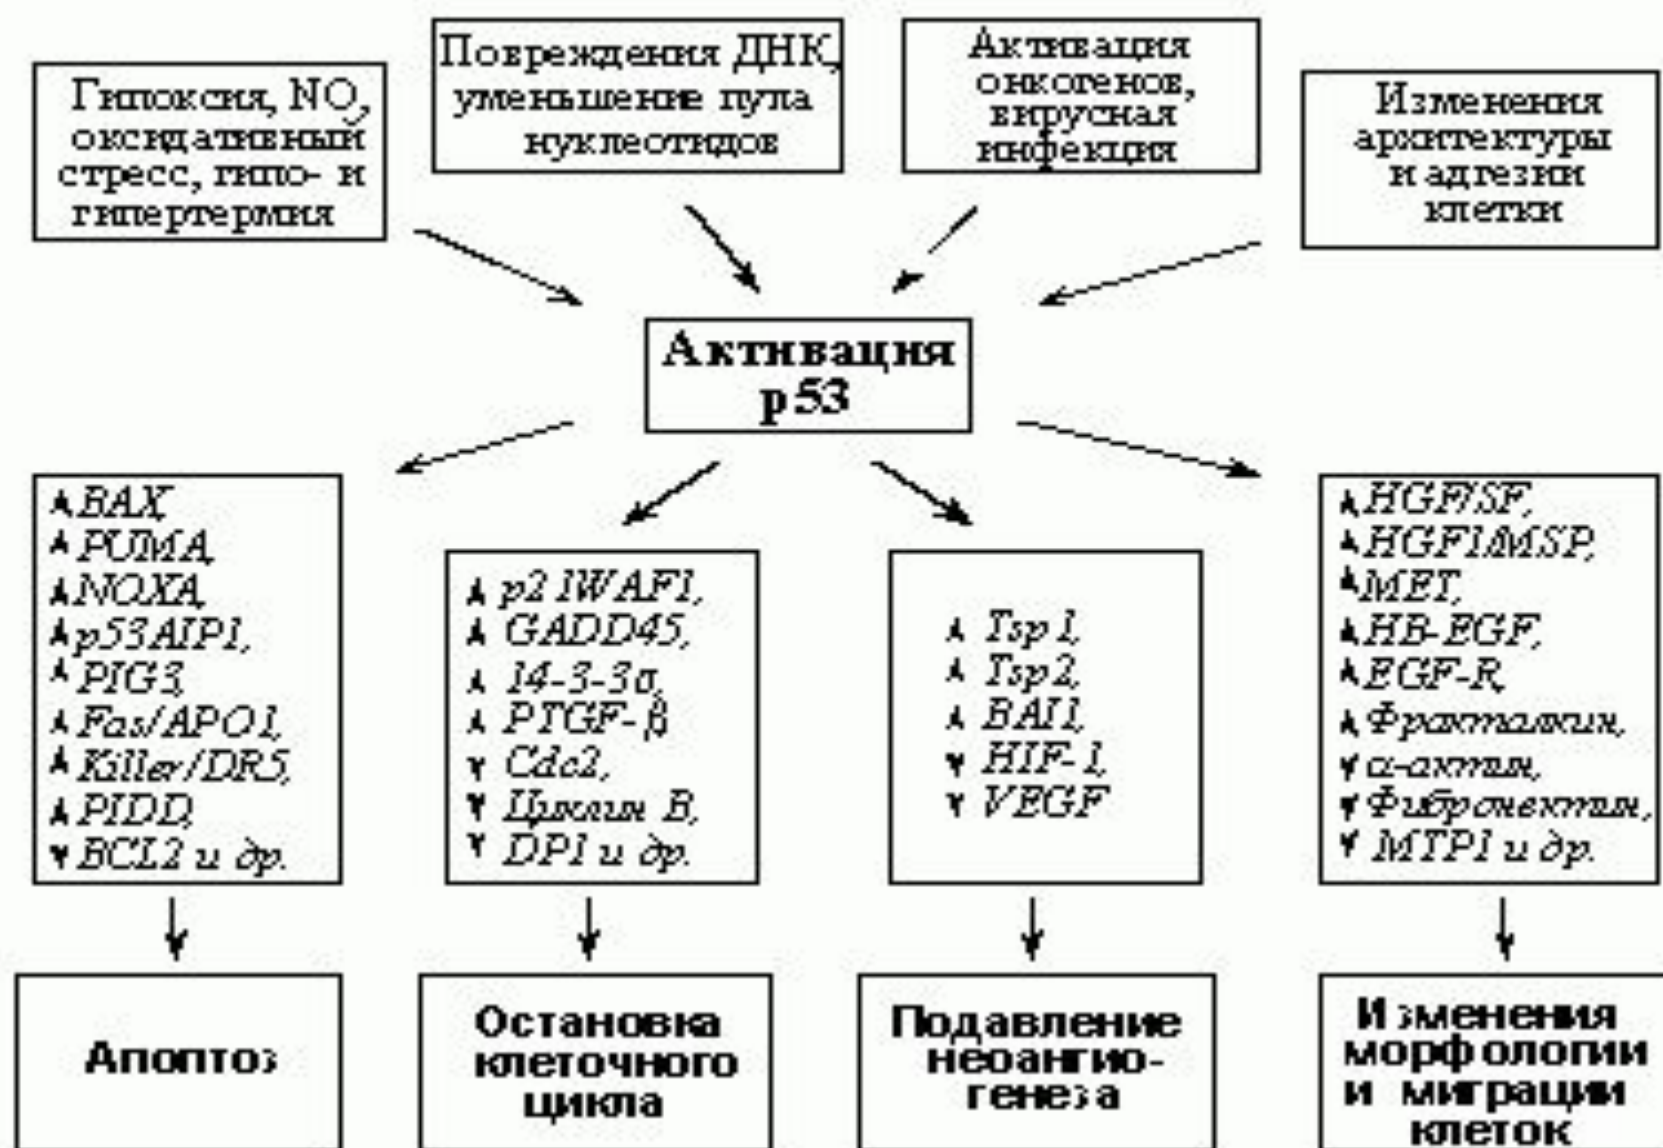 Гипоксия, NO,
оксидативный
стресс, гипо- и
гипертермия
Повреждения ДНК,
уменьшение пула
нуклеотидов
Активация
онкогенов,
вирусная
инфекция
Изменения
архитектуры
и адгезии
клетки
Активация
p53
BAX,
PUMA,
NOXA,
p53AIP1,
PIG3,
Fas/APO1,
Killer/DR5,
PIDD,
BCL2 и др.
p21WAF1,
GADD45,
14-3-3σ,
PTGF-β
Cdc2,
Циклин B,
DP1 и др.
Tsp1,
Tsp2,
BAI1,
HIF-1,
VEGF
HGF/SF,
HGF1/MSP,
MET,
HB-EGF,
EGF-R,
Фракталкин,
α-актин,
Фибронектин,
MTP1 и др.
Апоптоз
Остановка
клеточного
цикла
Подавление
неоангио-
генеза
Изменения
морфологии
и миграции
клеток